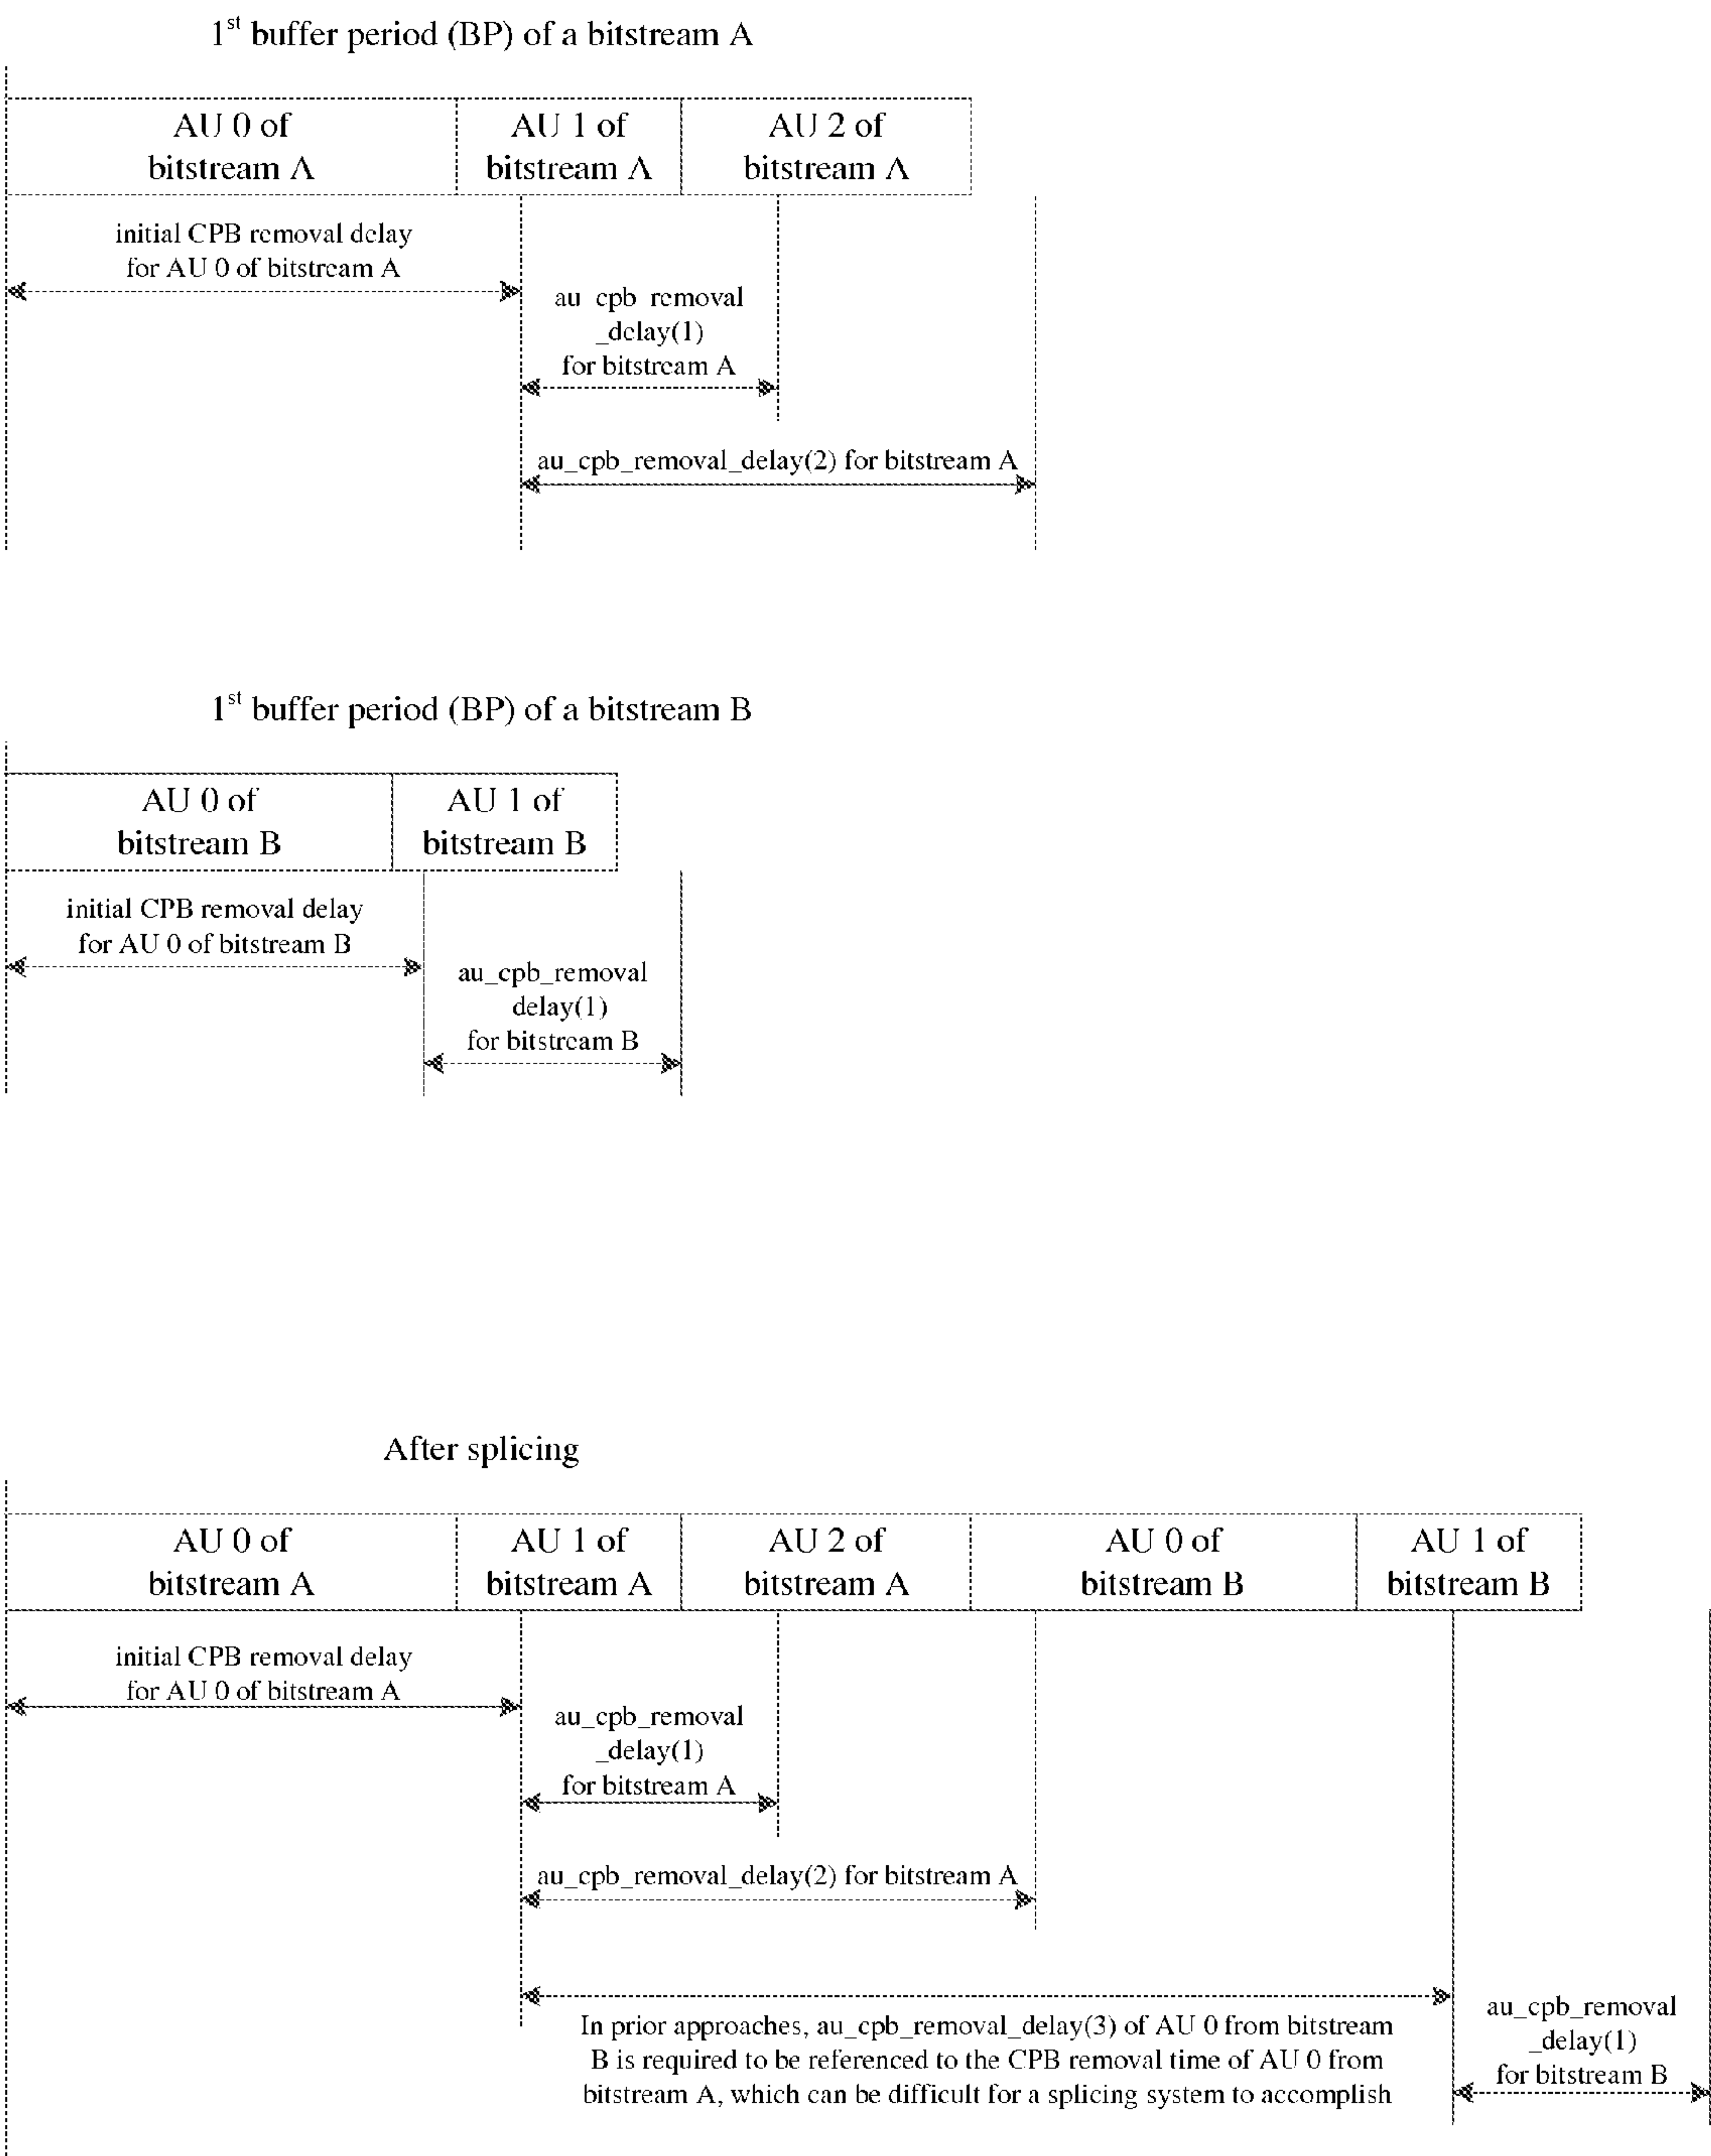 1st buffer period (BP) of a bitstream A
AU 0 of
bitstream A
AU 1 of
bitstream A
AU 2 of
bitstream A
initial CPB removal delay
for AU 0 of bitstream A
au_cpb_removal
_delay(1)
for bitstream A
au_cpb_removal_delay(2) for bitstream A
1st buffer period (BP) of a bitstream B
AU 0 of
bitstream B
AU 1 of
bitstream B
initial CPB removal delay
for AU 0 of bitstream B
au_cpb_removal
delay(1)
for bitstream B
After splicing
AU 0 of
bitstream A
AU 1 of
bitstream A
AU 2 of
bitstream A
AU 0 of
bitstream B
AU 1 of
bitstream B
initial CPB removal delay
for AU 0 of bitstream A
au_cpb_removal
_delay(1)
for bitstream A
au_cpb_removal_delay(2) for bitstream A
In prior approaches, au_cpb_removal_delay(3) of AU 0 from bitstream
B is required to be referenced to the CPB removal time of AU 0 from
bitstream A, which can be difficult for a splicing system to accomplish
au_cpb_removal
_delay(1)
for bitstream B